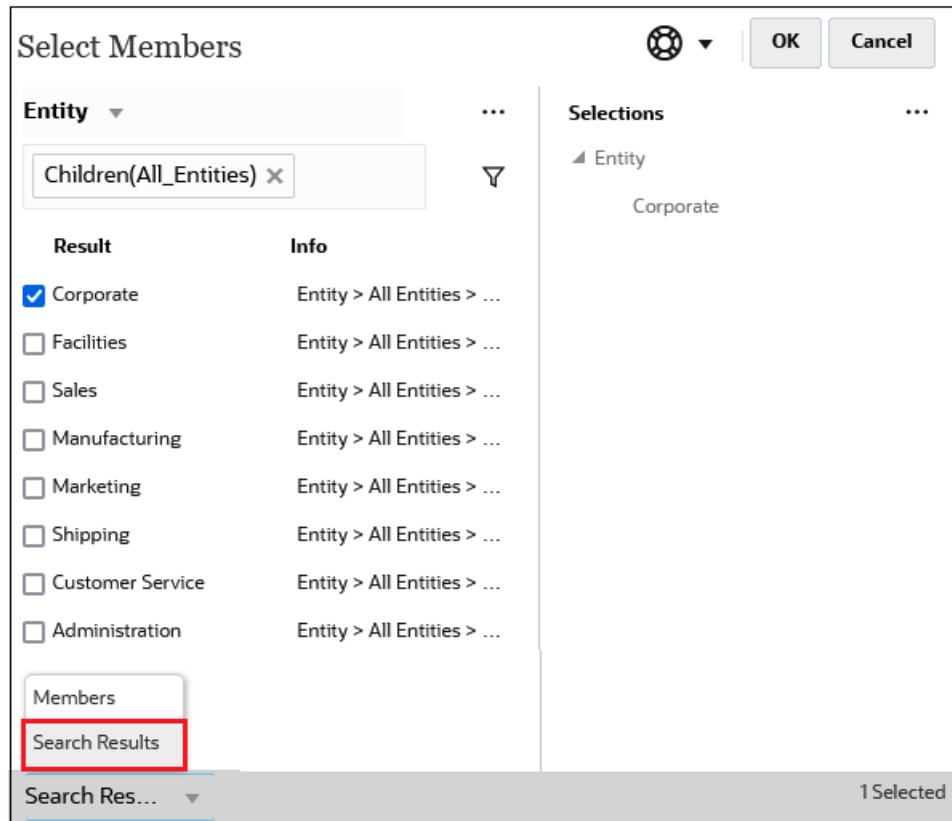 Select Members
OK
Cancel
Entity
...
Selections
...
Children(All_Entities)
Entity
Corporate
Result Info
Corporate Entity > All Entities > ...
Facilities Entity > All Entities > ...
Sales Entity > All Entities > ...
Manufacturing Entity > All Entities > ...
Marketing Entity > All Entities > ...
Shipping Entity > All Entities > ...
Customer Service Entity > All Entities > ...
Administration Entity > All Entities > ...
Members
Search Results
Search Res...
1 Selected